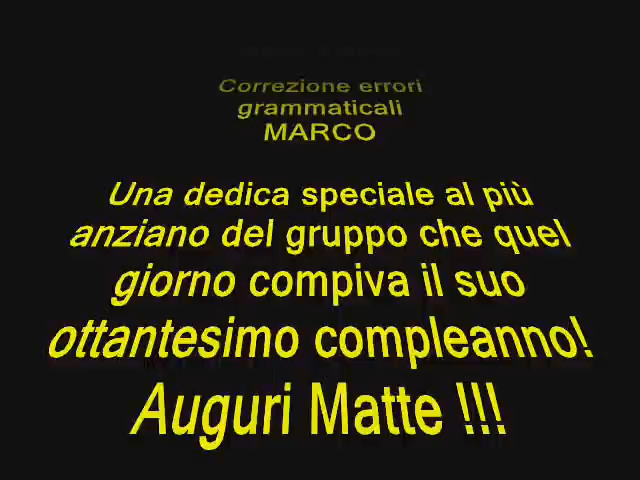 Correzione errori
grammaticali
MARCO
Una dedica speciale al più
anziano del gruppo che quel
giorno compiva il suo
ottantesimo compleanno!
Auguri Matte !!!